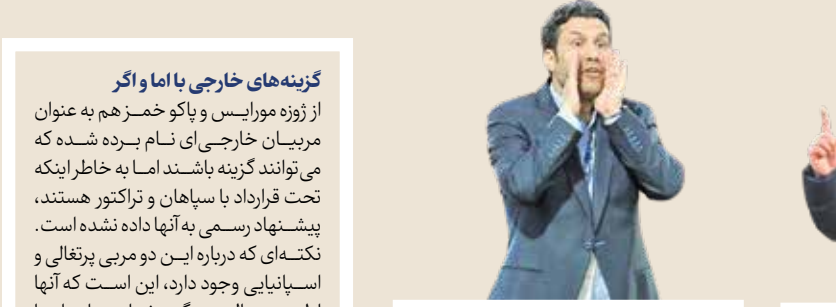 گزینه‌های خارجی با اما و اگر
از ژوزه مورایس و پاکو خمز هم به عنوان
مربیان خارجی‌ای نام برده شده که
می‌توانند گزینه باشند اما به خاطر اینکه
تحت قرارداد با سپاهان و تراکتور هستند،
پیشنهاد رسمی به آنها داده نشده است.
نکته‌ای که درباره این دو مربی پرتغالی و
اسپانیایی وجود دارد، این است که آنها